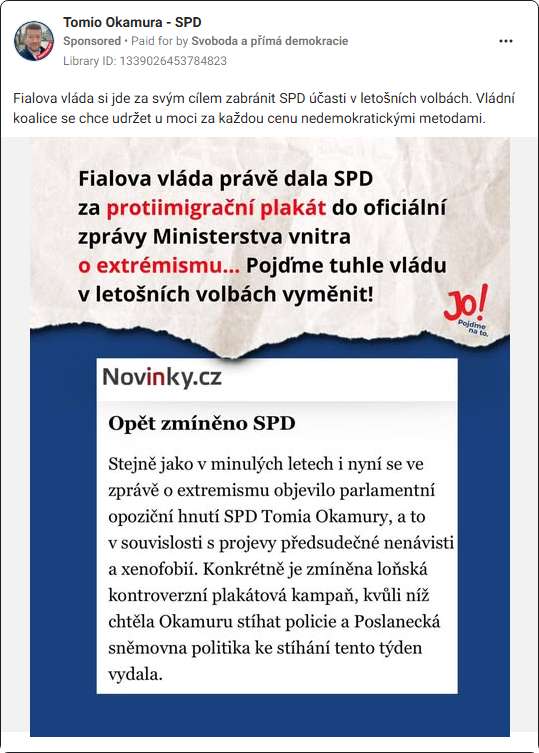 Tomio Okamura - SPD
Sponsored • Paid for by Svoboda a přímá demokracie
Library ID: 1339026453784823
Fialova vláda si jde za svým cílem zabránit SPD účasti v letošních volbách. Vládní
koalice se chce udržet u moci za každou cenu nedemokratickými metodami.
Fialova vláda právě dala SPD
za protiimigrační plakát do oficiální
zprávy Ministerstva vnitra
o extrémismu... Pojďme tuhle vládu
v letošních volbách vyměnit!
Jo!
Pojďme
na to.
Novinky.cz
Opět zmíněno SPD
Stejně jako v minulých letech i nyní se ve
zprávě o extremismu objevilo parlamentní
opoziční hnutí SPD Tomia Okamury, a to
v souvislosti s projevy předsudečné nenávisti
a xenofobií. Konkrétně je zmíněna loňská
kontroverzní plakátová kampaň, kvůli níž
chtěla Okamuru stíhat policie a Poslanecká
sněmovna politika ke stíhání tento týden
vydala.